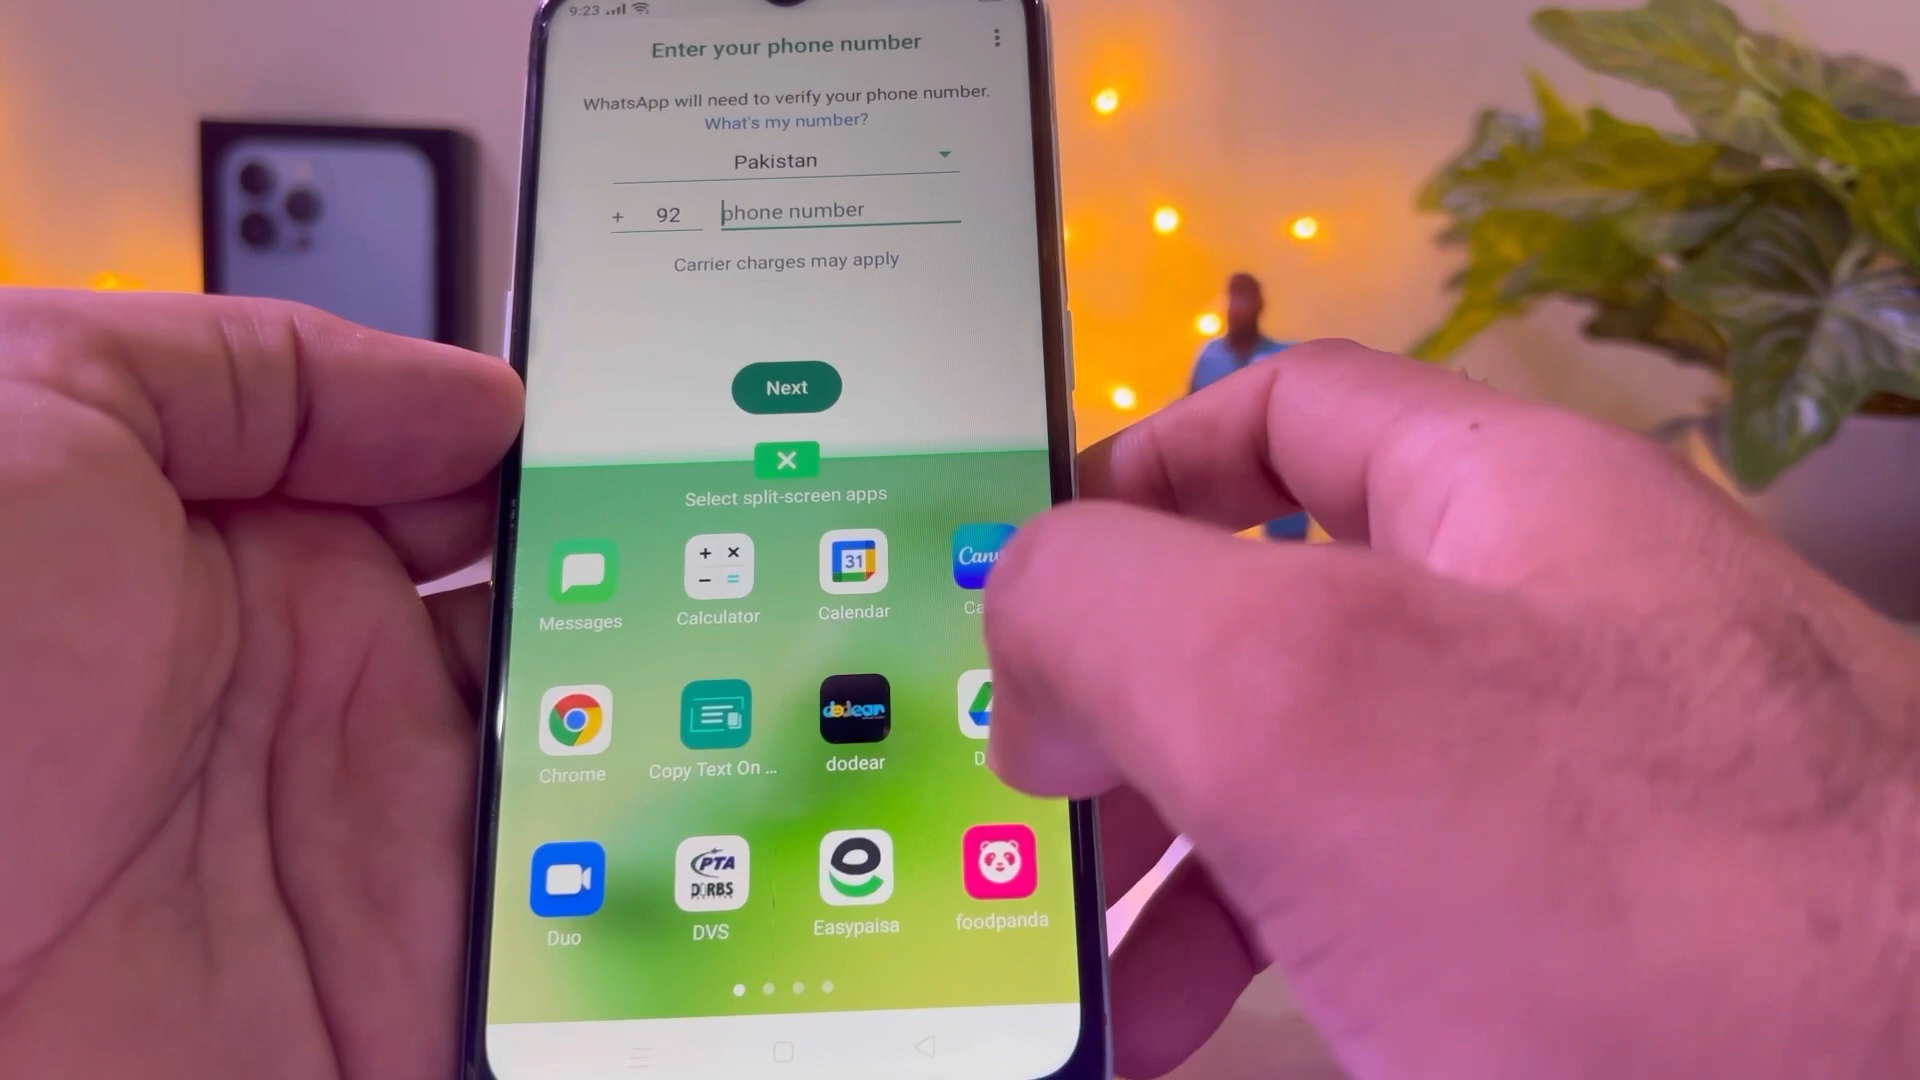 9:23
Enter your phone number
WhatsApp will need to verify your phone number.
What's my number?
Pakistan
+ 92 phone number
Carrier charges may apply
Next
Select split-screen apps
31
Messages Calculator Calendar
dodear
Chrome Copy Text On ... dodear
PTA
DIRBS
Duo DVS Easypaisa foodpanda